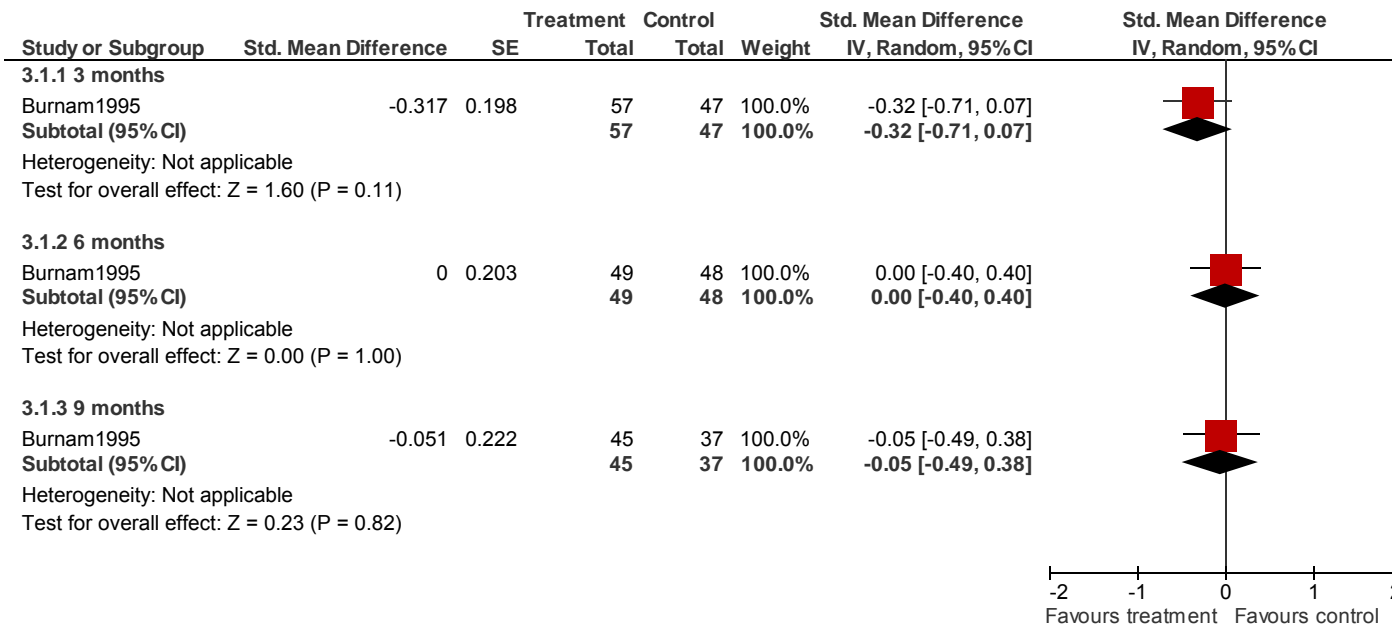 Treatment Control Std. Mean Difference Std. Mean Difference
Study or Subgroup Std. Mean Difference SE Total Total Weight IV, Random, 95% CI IV, Random, 95% CI
3.1.1 3 months
Burnam1995 -0.317 0.198 57 47 100.0% -0.32 [-0.71, 0.07]
Subtotal (95% CI) 57 47 100.0% -0.32 [-0.71, 0.07]
Heterogeneity: Not applicable
Test for overall effect: Z = 1.60 (P = 0.11)
3.1.2 6 months
Burnam1995 0 0.203 49 48 100.0% 0.00 [-0.40, 0.40]
Subtotal (95% CI) 49 48 100.0% 0.00 [-0.40, 0.40]
Heterogeneity: Not applicable
Test for overall effect: Z = 0.00 (P = 1.00)
3.1.3 9 months
Burnam1995 -0.051 0.222 45 37 100.0% -0.05 [-0.49, 0.38]
Subtotal (95% CI) 45 37 100.0% -0.05 [-0.49, 0.38]
Heterogeneity: Not applicable
Test for overall effect: Z = 0.23 (P = 0.82)
-2 -1 0 1
Favours treatment Favours control